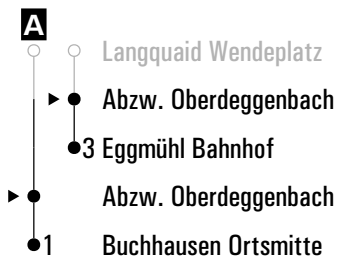 A
Langquaid Wendeplatz
Abzw. Oberdeggenbach
3 Eggmühl Bahnhof
Abzw. Oberdeggenbach
1 Buchhausen Ortsmitte